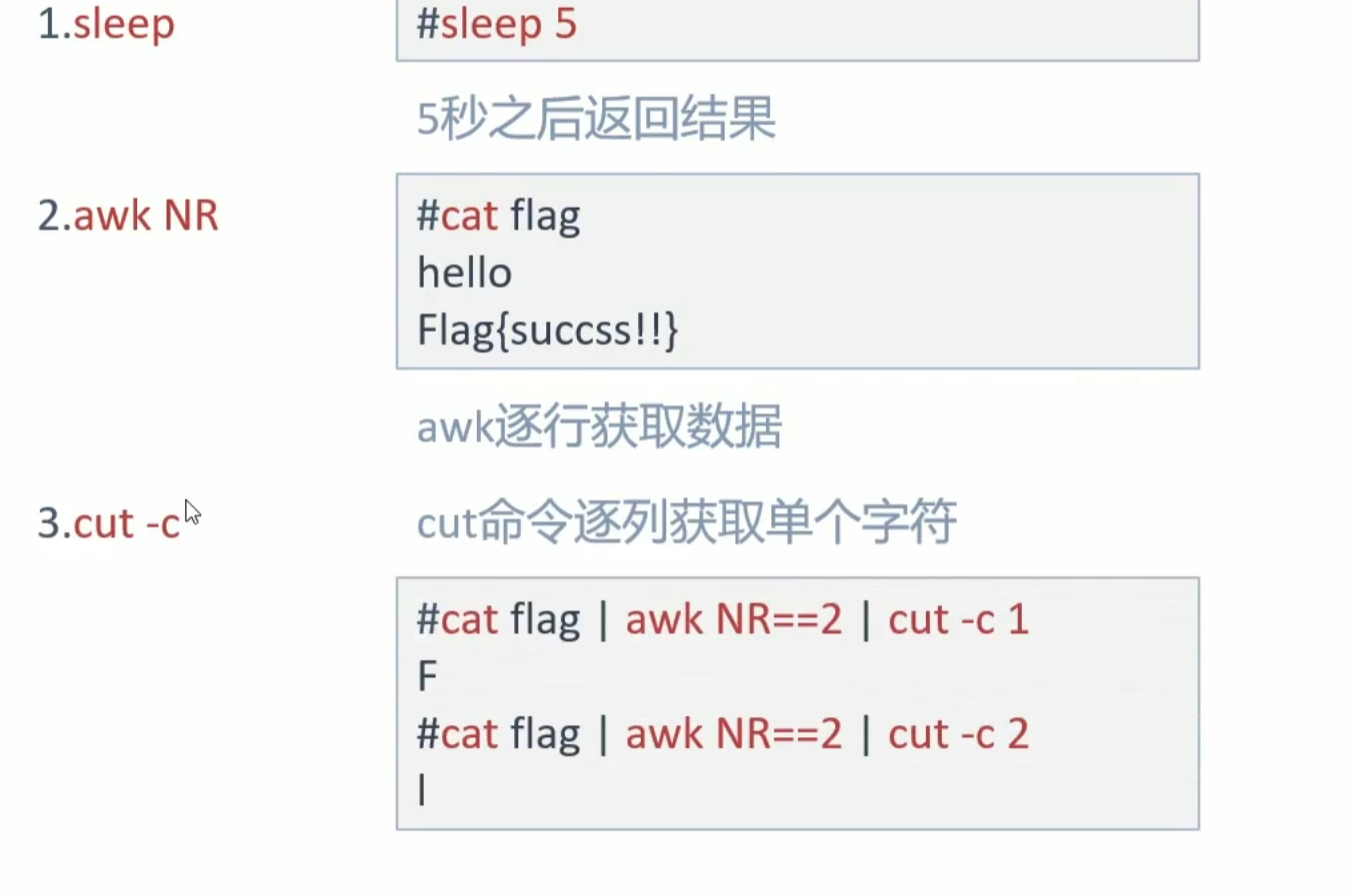 1.sleep
#sleep 5
5秒之后返回结果
2.awk NR
#cat flag
hello
Flag{succss!!}
awk逐行获取数据
3.cut -c
cut命令逐列获取单个字符
#cat flag | awk NR==2 | cut -c 1
F
#cat flag | awk NR==2 | cut -c 2
l